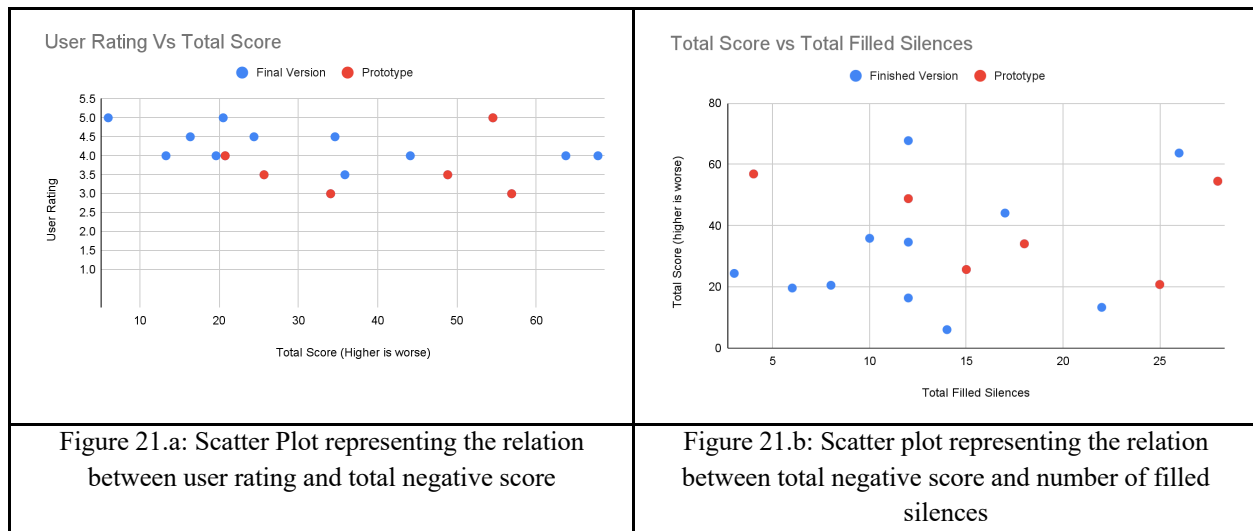 User Rating Vs Total Score
Final Version Prototype
5.5
5.0
4.5
4.0
3.5
3.0
2.5
2.0
1.5
1.0
User Rating
10 20 30 40 50 60
Total Score (Higher is worse)
Figure 21.a: Scatter Plot representing the relation
between user rating and total negative score
Total Score vs Total Filled Silences
Finished Version Prototype
80
60
40
20
0
Total Score (higher is worse)
5 10 15 20 25
Total Filled Silences
Figure 21.b: Scatter plot representing the relation
between total negative score and number of filled
silences